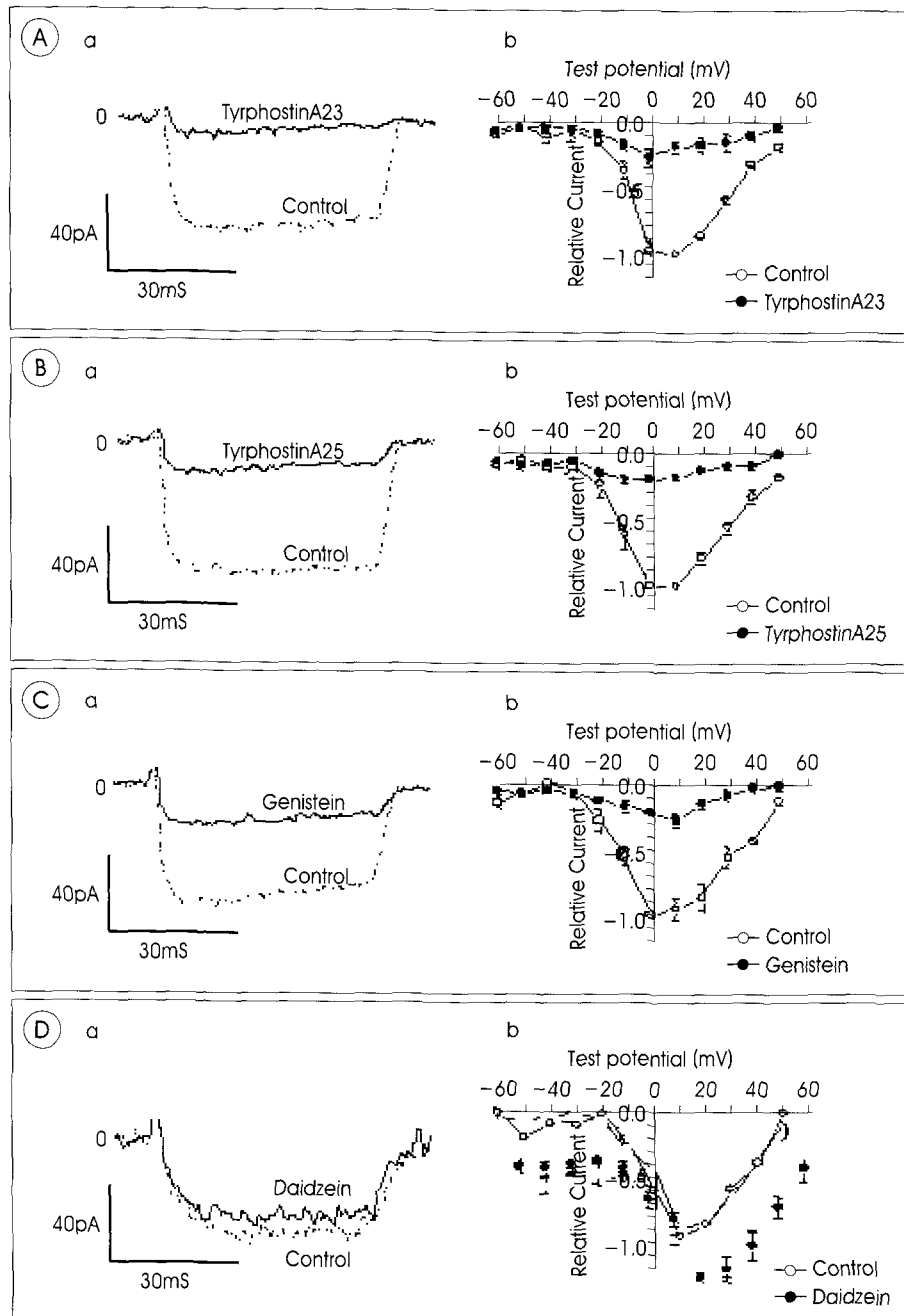 A
a
b
0
TyrphostinA23
Control
40pA
30mS
Test potential (mV)
−60 −40 −20 0 20 40 60
0.0
−0.5
−1.0
Relative Current
Control
TyrphostinA23
B
a
b
0
TyrphostinA25
Control
40pA
30mS
Test potential (mV)
−60 −40 −20 0 20 40 60
0.0
−0.5
−1.0
Relative Current
Control
TyrphostinA25
C
a
b
0
Genistein
Control
40pA
30mS
Test potential (mV)
−60 −40 −20 0 20 40 60
0.0
−0.5
−1.0
Relative Current
Control
Genistein
D
a
b
0
Daidzein
Control
40pA
30mS
Test potential (mV)
−60 −40 −20 0 20 40 60
0.0
−0.5
−1.0
Relative Current
Control
Daidzein